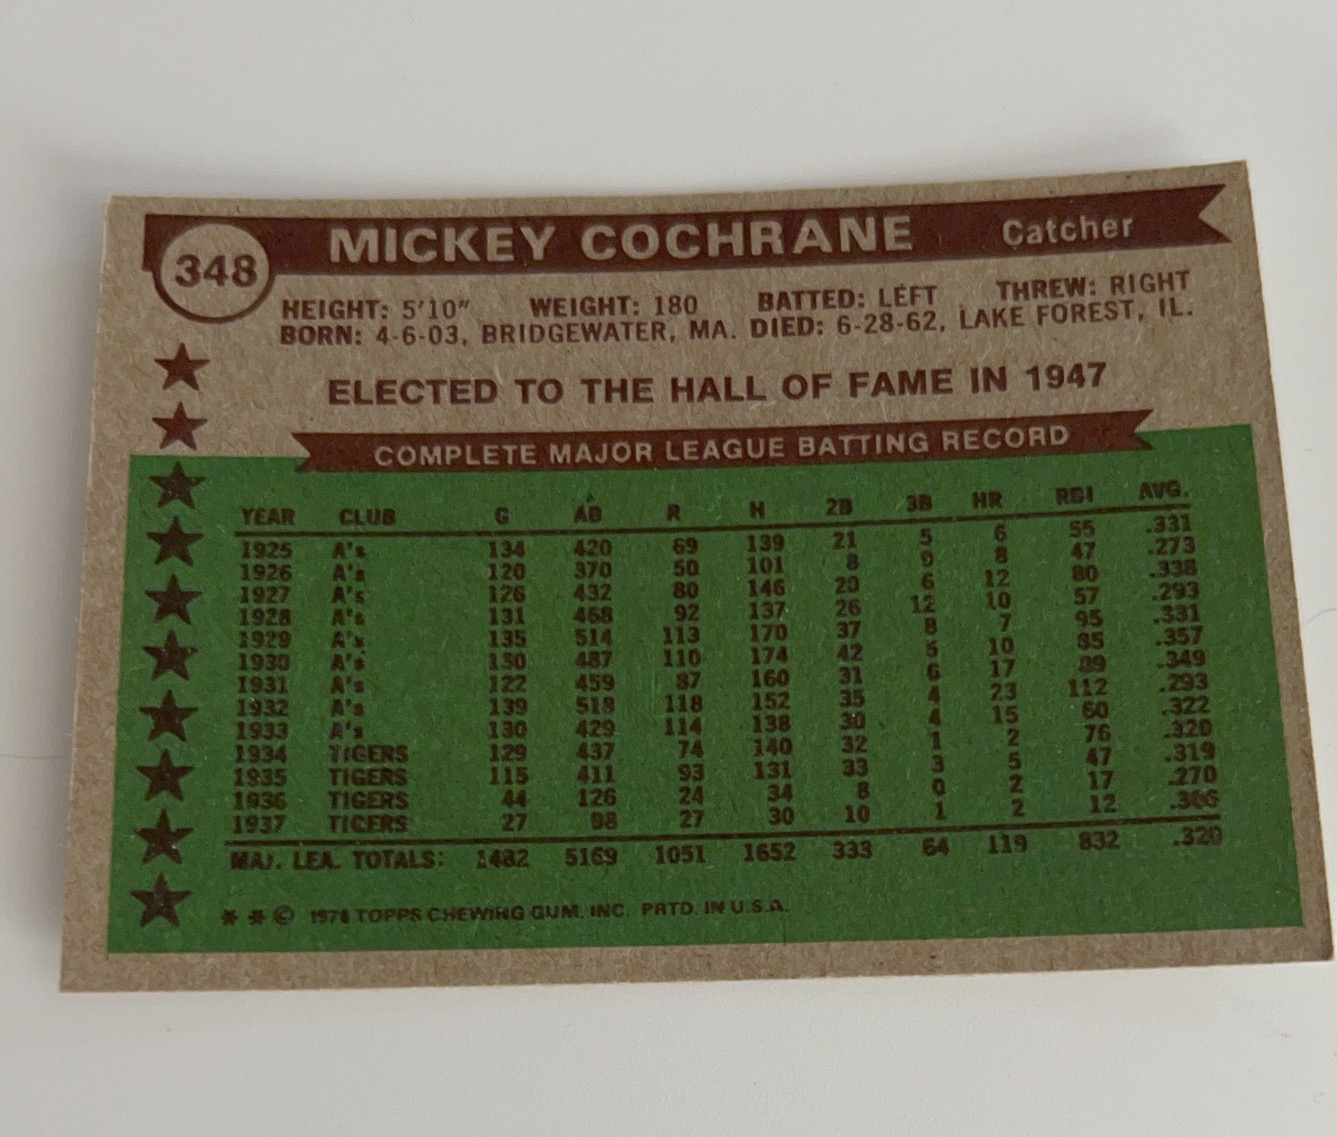 348
MICKEY COCHRANE Catcher
HEIGHT: 5'10" WEIGHT: 180 BATTED: LEFT THREW: RIGHT
BORN: 4-6-03, BRIDGEWATER, MA. DIED: 6-28-62, LAKE FOREST, IL.
ELECTED TO THE HALL OF FAME IN 1947
COMPLETE MAJOR LEAGUE BATTING RECORD
YEAR CLUB G AB R H 2B 3B HR RBI AVG.
1925 A's 134 420 69 139 21 5 6 55 .331
1926 A's 120 370 50 101 8 9 8 47 .273
1927 A's 126 432 80 146 20 6 12 80 .338
1928 A's 131 468 92 137 26 12 10 57 .293
1929 A's 135 514 113 170 37 8 7 95 .331
1930 A's 130 487 110 174 42 5 10 85 .357
1931 A's 122 459 87 160 31 6 17 89 .349
1932 A's 139 518 118 152 35 4 23 112 .293
1933 A's 130 429 114 138 30 4 15 60 .322
1934 TIGERS 129 437 74 140 32 1 2 76 .320
1935 TIGERS 115 411 93 131 33 3 5 47 .319
1936 TIGERS 44 126 24 34 8 0 2 17 .270
1937 TIGERS 27 98 27 30 10 1 2 12 .306
MAJ. LEA. TOTALS: 1482 5169 1051 1652 333 64 119 832 .320
* * © 1976 TOPPS CHEWING GUM, INC. PRTD. IN U.S.A.